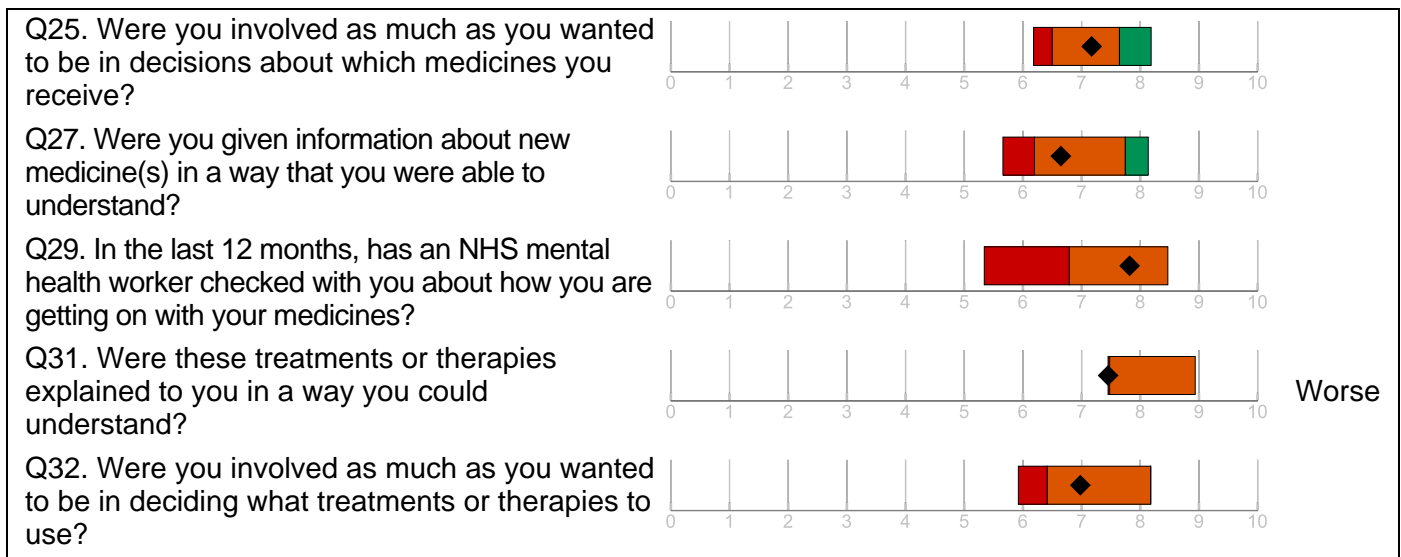 Q25. Were you involved as much as you wanted
to be in decisions about which medicines you
receive?
0 1 2 3 4 5 6 7 8 9 10
Q27. Were you given information about new
medicine(s) in a way that you were able to
understand?
0 1 2 3 4 5 6 7 8 9 10
Q29. In the last 12 months, has an NHS mental
health worker checked with you about how you are
getting on with your medicines?
0 1 2 3 4 5 6 7 8 9 10
Q31. Were these treatments or therapies
explained to you in a way you could
understand?
Worse
0 1 2 3 4 5 6 7 8 9 10
Q32. Were you involved as much as you wanted
to be in deciding what treatments or therapies to
use?
0 1 2 3 4 5 6 7 8 9 10